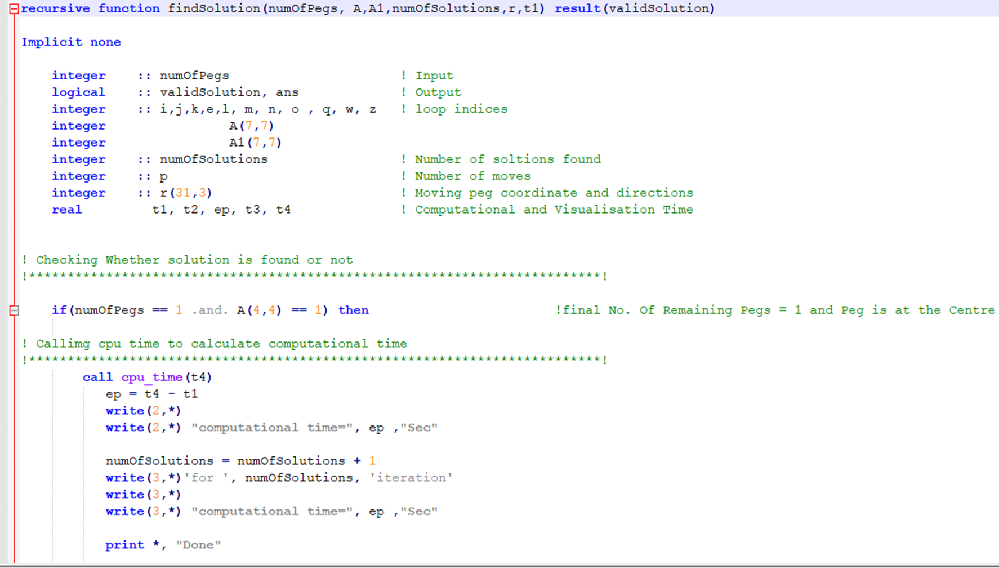 recursive function findSolution(numOfPegs, A,A1,numOfSolutions,r,t1) result(validSolution)
Implicit none
integer :: numOfPegs ! Input
logical :: validSolution, ans ! Output
integer :: i,j,k,e,l, m, n, o , q, w, z ! loop indices
integer A(7,7)
integer A1(7,7)
integer :: numOfSolutions ! Number of soltions found
integer :: p ! Number of moves
integer :: r(31,3) ! Moving peg coordinate and directions
real t1, t2, ep, t3, t4 ! Computational and Visualisation Time
! Checking Whether solution is found or not
!**************************************************************************!
if(numOfPegs == 1 .and. A(4,4) == 1) then !final No. Of Remaining Pegs = 1 and Peg is at the Centre
! Callimg cpu time to calculate computational time
!**************************************************************************!
call cpu_time(t4)
ep = t4 - t1
write(2,*)
write(2,*) "computational time=", ep ,"Sec"
numOfSolutions = numOfSolutions + 1
write(3,*)'for ', numOfSolutions, 'iteration'
write(3,*)
write(3,*) "computational time=", ep ,"Sec"
print *, "Done"